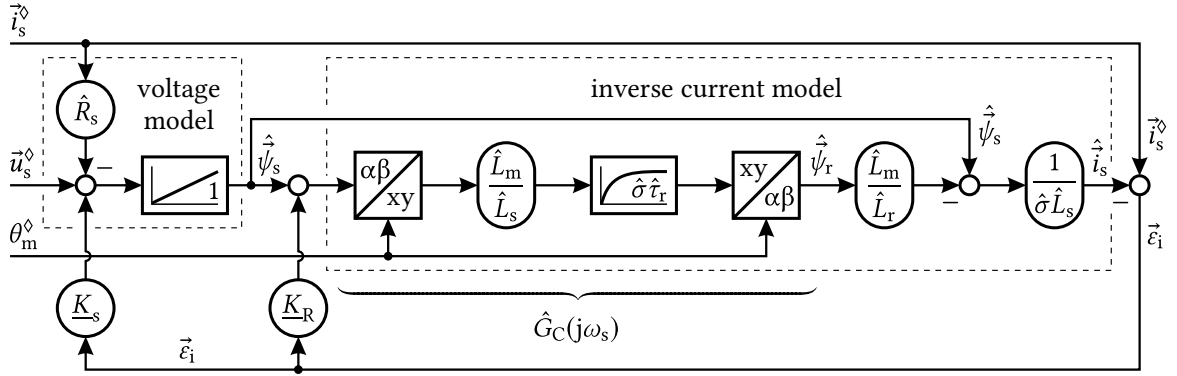 i⃗ₛ^◊
voltage
model
inverse current model
R̂ₛ
–
u⃗ₛ^◊
1
ψ̂⃗ₛ
αβ
xy
L̂ₘ
L̂ₛ
σ̂ τ̂ᵣ
xy
αβ
ψ̂⃗ᵣ
L̂ₘ
L̂ᵣ
ψ̂⃗ₛ
–
1
σ̂L̂ₛ
î⃗ₛ
i⃗ₛ^◊
–
θₘ^◊
ε⃗ᵢ
K̲ₛ
K̲_R
Ĝ_C(jωₛ)
ε⃗ᵢ